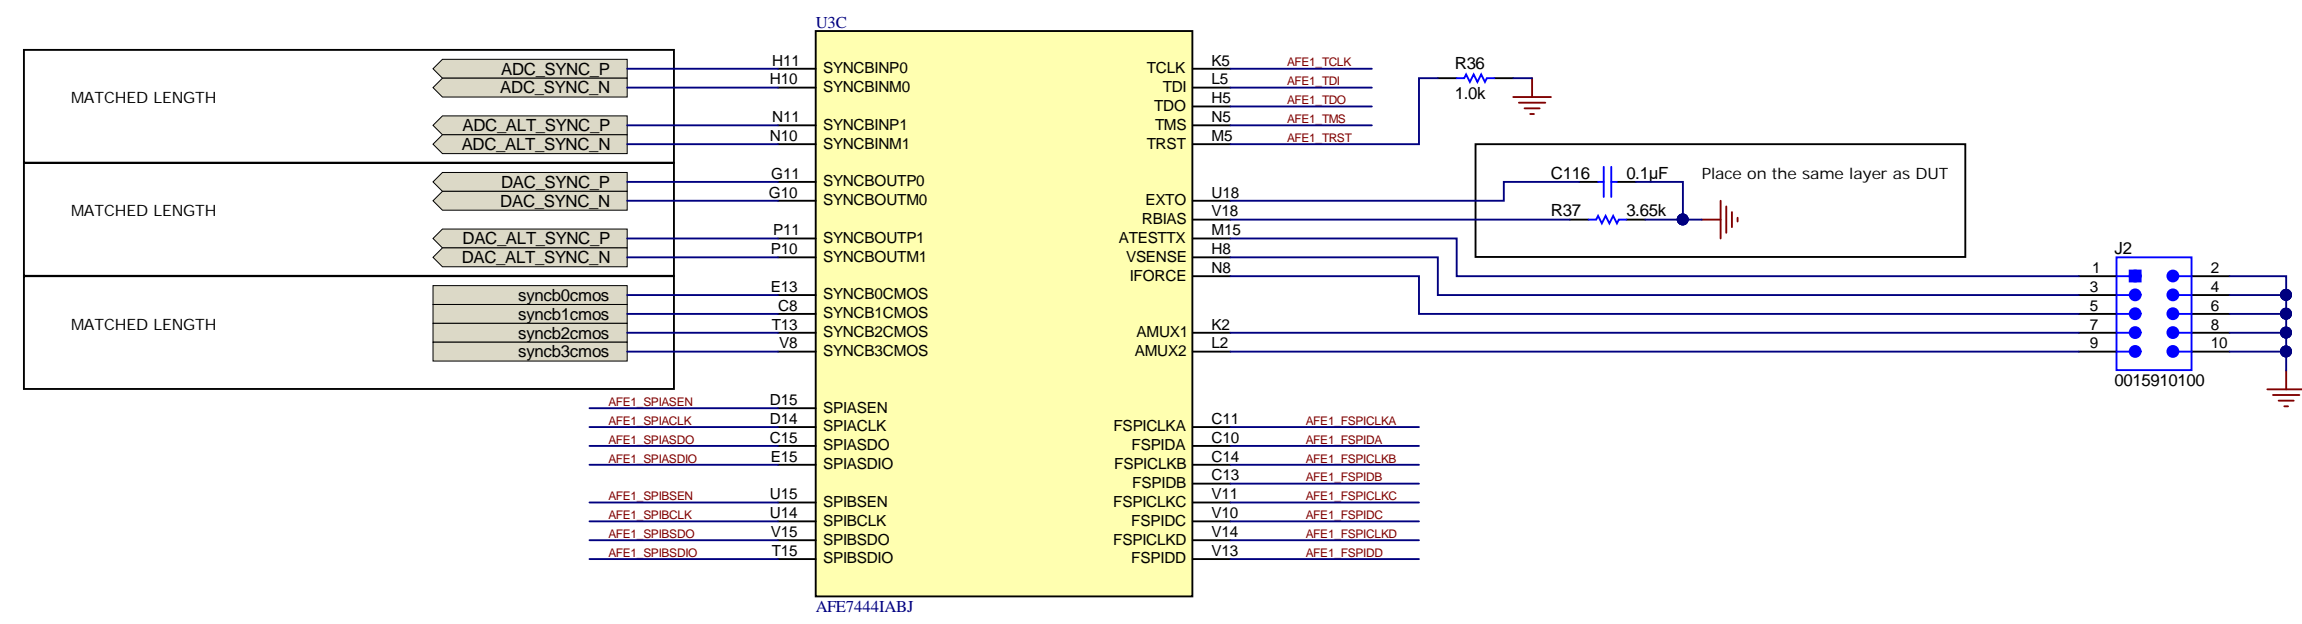 U3C
MATCHED LENGTH
ADC_SYNC_P H11 SYNCBINP0
ADC_SYNC_N H10 SYNCBINM0
ADC_ALT_SYNC_P N11 SYNCBINP1
ADC_ALT_SYNC_N N10 SYNCBINM1
MATCHED LENGTH
DAC_SYNC_P G11 SYNCBOUTP0
DAC_SYNC_N G10 SYNCBOUTM0
DAC_ALT_SYNC_P P11 SYNCBOUTP1
DAC_ALT_SYNC_N P10 SYNCBOUTM1
MATCHED LENGTH
syncb0cmos E13 SYNCB0CMOS
syncb1cmos C8 SYNCB1CMOS
syncb2cmos T13 SYNCB2CMOS
syncb3cmos V8 SYNCB3CMOS
AFE1_SPIASEN D15 SPIASEN
AFE1_SPIACLK D14 SPIACLK
AFE1_SPIASDO C15 SPIASDO
AFE1_SPIASDIO E15 SPIASDIO
AFE1_SPIBSEN U15 SPIBSEN
AFE1_SPIBCLK U14 SPIBCLK
AFE1_SPIBSDO V15 SPIBSDO
AFE1_SPIBSDIO T15 SPIBSDIO
TCLK K5 AFE1_TCLK
TDI L5 AFE1_TDI
TDO H5 AFE1_TDO
TMS N5 AFE1_TMS
TRST M5 AFE1_TRST
R36
1.0k
EXTO U18
RBIAS V18
ATESTTX M15
VSENSE H8
IFORCE N8
AMUX1 K2
AMUX2 L2
C116 0.1µF Place on the same layer as DUT
R37 3.65k
J2
1 2
3 4
5 6
7 8
9 10
0015910100
FSPICLKA C11 AFE1_FSPICLKA
FSPIDA C10 AFE1_FSPIDA
FSPICLKB C14 AFE1_FSPICLKB
FSPIDB C13 AFE1_FSPIDB
FSPICLKC V11 AFE1_FSPICLKC
FSPIDC V10 AFE1_FSPIDC
FSPICLKD V14 AFE1_FSPICLKD
FSPIDD V13 AFE1_FSPIDD
AFE7444IABJ